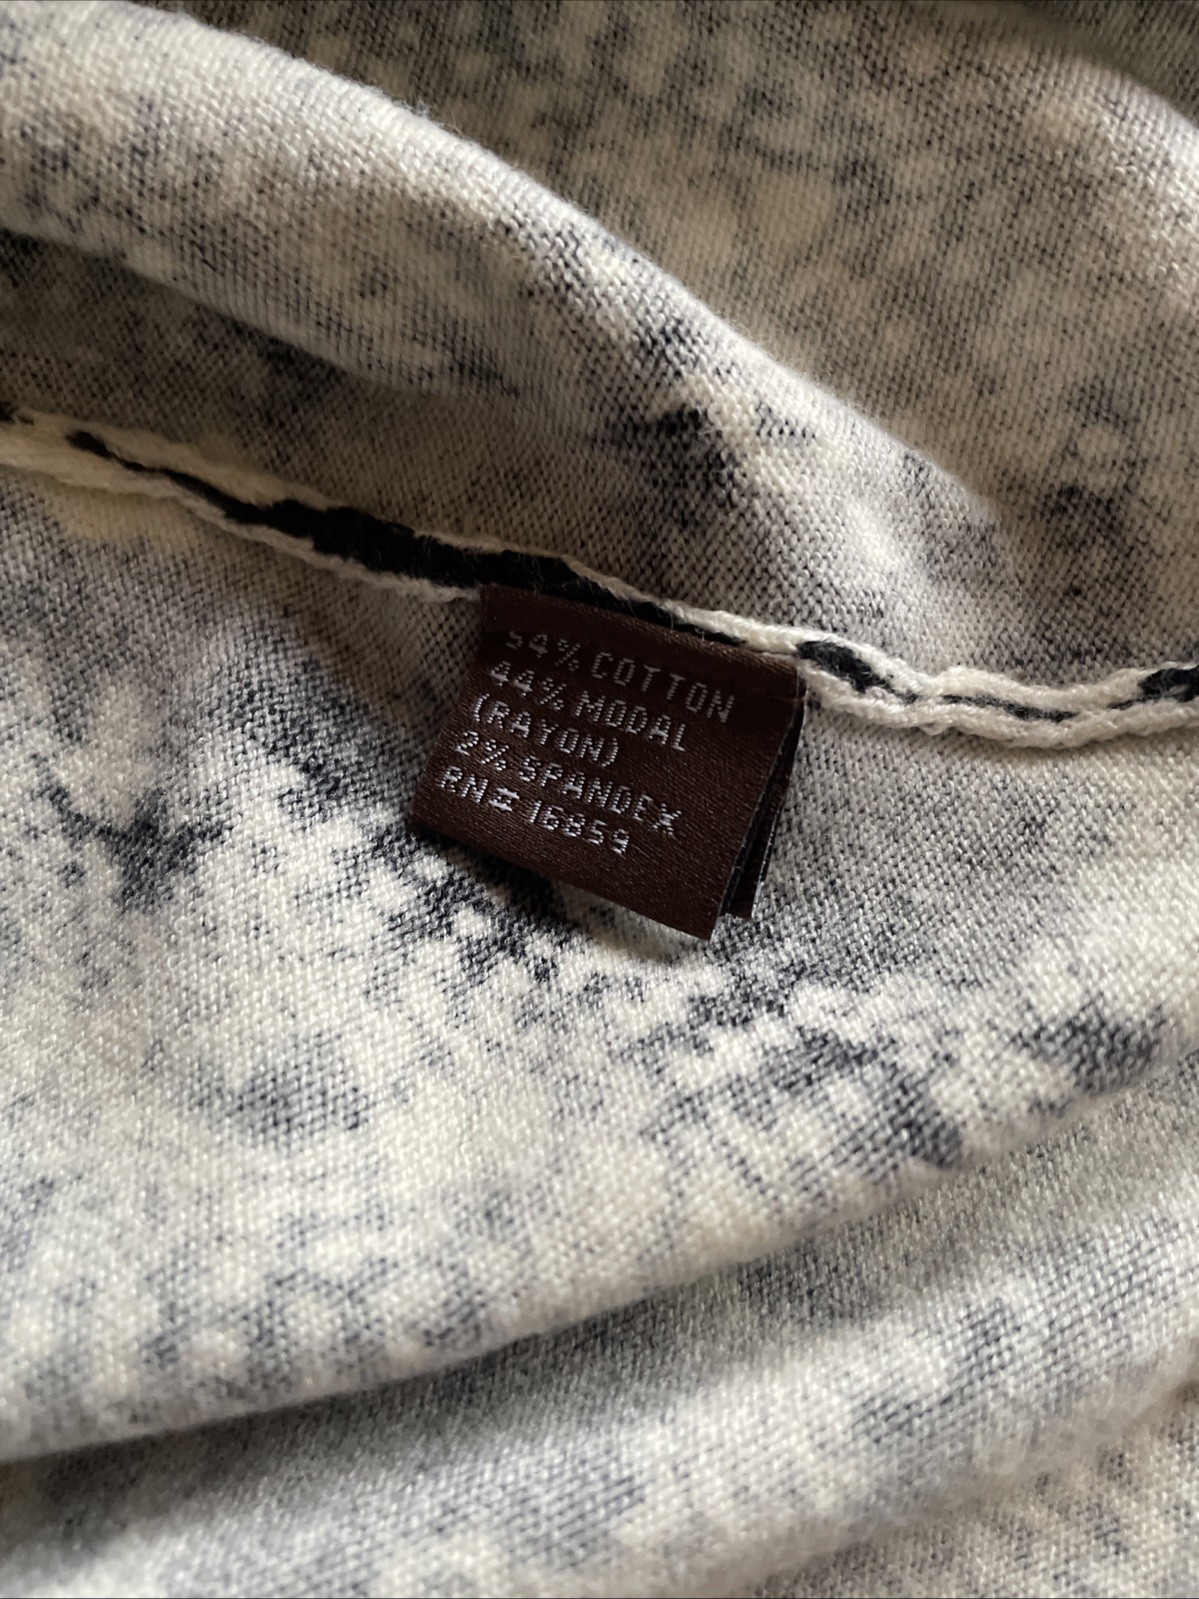 54% COTTON
44% MODAL
(RAYON)
2% SPANDEX
RN# 16859